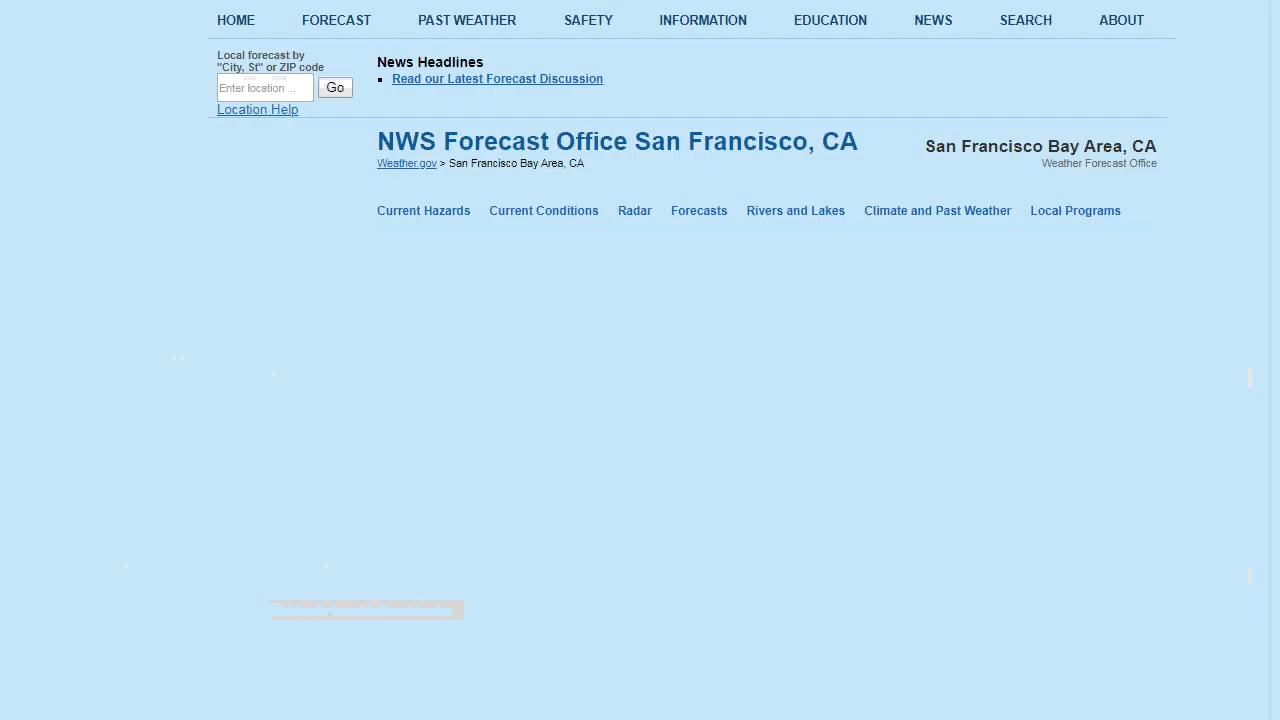 HOME FORECAST PAST WEATHER SAFETY INFORMATION EDUCATION NEWS SEARCH ABOUT
Local forecast by
"City, St" or ZIP code
Enter location ... Go
Location Help
News Headlines
Read our Latest Forecast Discussion
NWS Forecast Office San Francisco, CA
Weather.gov > San Francisco Bay Area, CA
San Francisco Bay Area, CA
Weather Forecast Office
Current Hazards Current Conditions Radar Forecasts Rivers and Lakes Climate and Past Weather Local Programs